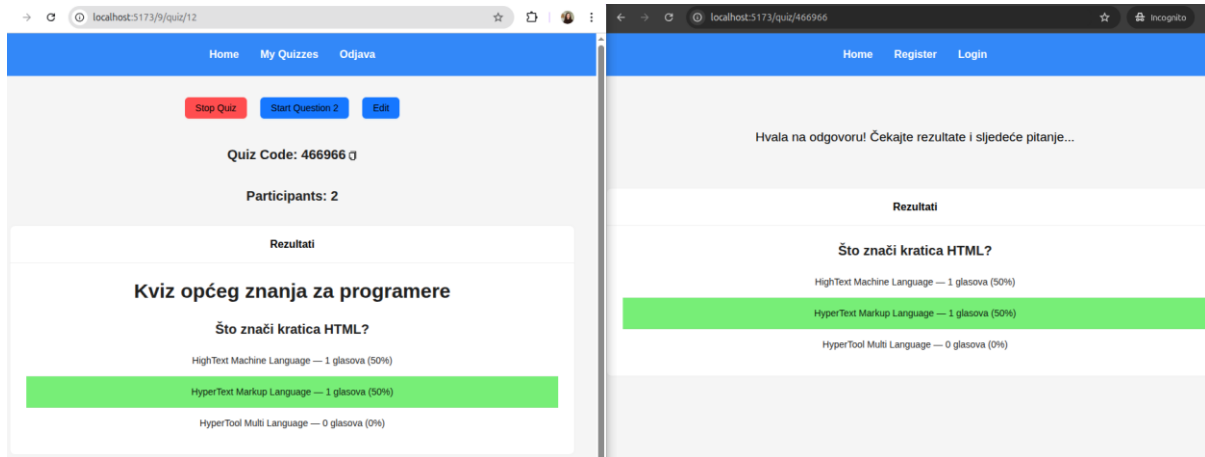 localhost:5173/9/quiz/12
Home My Quizzes Odjava
Stop Quiz Start Question 2 Edit
Quiz Code: 466966
Participants: 2
Rezultati
Kviz općeg znanja za programere
Što znači kratica HTML?
HighText Machine Language — 1 glasova (50%)
HyperText Markup Language — 1 glasova (50%)
HyperTool Multi Language — 0 glasova (0%)
localhost:5173/quiz/466966 Incognito
Home Register Login
Hvala na odgovoru! Čekajte rezultate i sljedeće pitanje...
Rezultati
Što znači kratica HTML?
HighText Machine Language — 1 glasova (50%)
HyperText Markup Language — 1 glasova (50%)
HyperTool Multi Language — 0 glasova (0%)